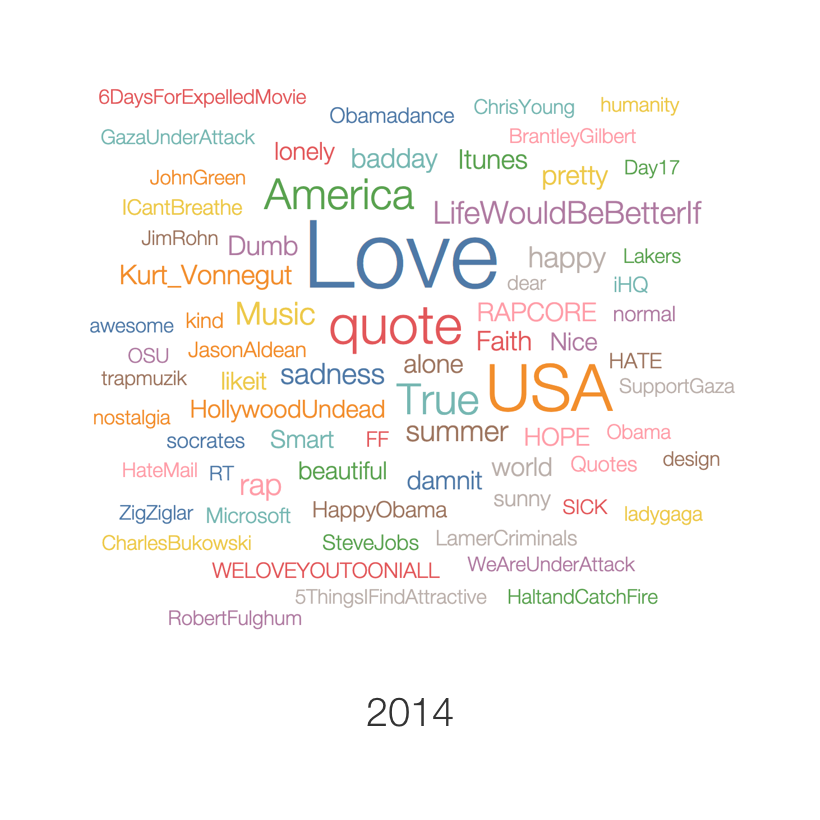 6DaysForExpelledMovie
Obamadance
ChrisYoung
humanity
GazaUnderAttack
BrantleyGilbert
lonely
badday
Itunes
Day17
JohnGreen
pretty
America
ICantBreathe
LifeWouldBeBetterIf
JimRohn
Dumb
Love
happy
Lakers
Kurt_Vonnegut
dear
iHQ
Music
RAPCORE
normal
awesome
kind
quote
Faith
Nice
OSU
JasonAldean
alone
HATE
trapmuzik
likeit
sadness
True
USA
SupportGaza
nostalgia
HollywoodUndead
socrates
Smart
FF
summer
HOPE
Obama
HateMail
RT
beautiful
world
Quotes
design
rap
damnit
sunny
SICK
ladygaga
ZigZiglar
Microsoft
HappyObama
CharlesBukowski
SteveJobs
LamerCriminals
WELOVEYOUTOONIALL
WeAreUnderAttack
5ThingsIFindAttractive
HaltandCatchFire
RobertFulghum
2014